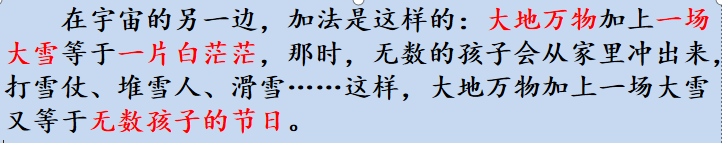 在宇宙的另一边，加法是这样的：大地万物加上一场
大雪等于一片白茫茫，那时，无数的孩子会从家里冲出来，
打雪仗、堆雪人、滑雪……这样，大地万物加上一场大雪
又等于无数孩子的节日。